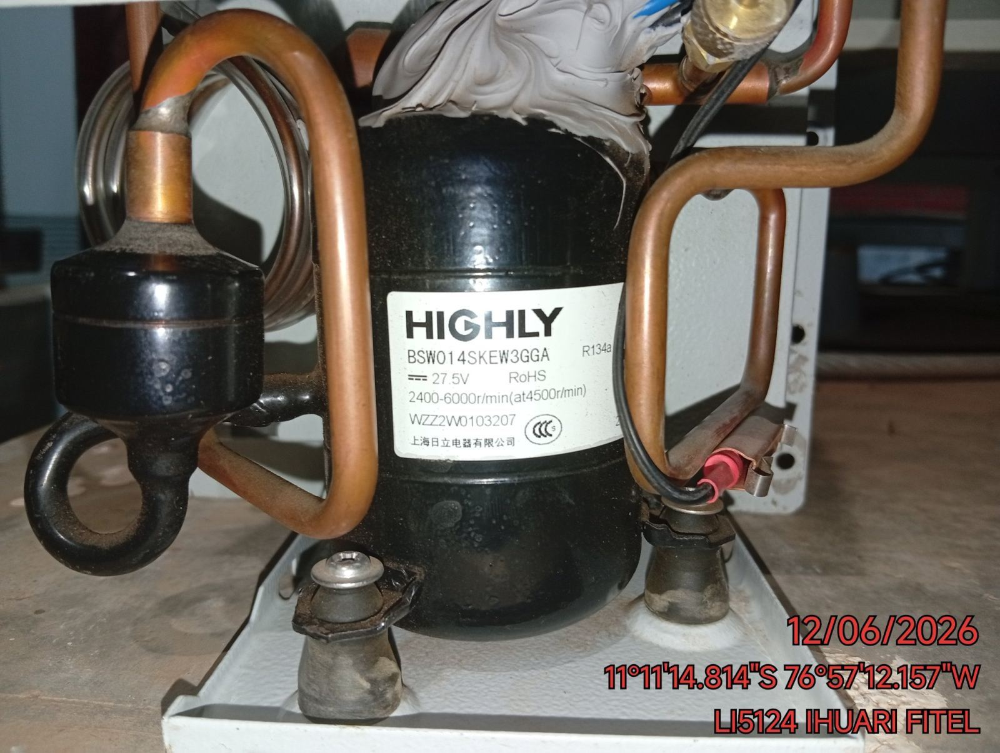 HIGHLY
BSW014SKEW3GGA R134a
27.5V RoHS
2400-6000r/min(at4500r/min)
WZZ2W0103207
CCC S
上海日立电器有限公司
12/06/2026
11°11'14.814"S 76°57'12.157"W
LI5124 IHUARI FITEL